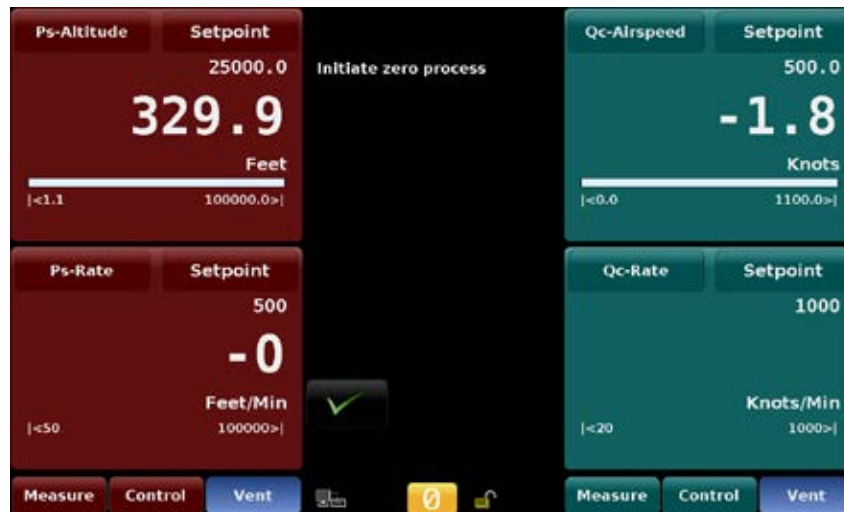 Ps-Altitude Setpoint
25000.0
329.9
Feet
|<1.1 100000.0>|
Ps-Rate Setpoint
500
-0
Feet/Min
|<50 100000>|
Measure Control Vent
Initiate zero process
0
Qc-Airspeed Setpoint
500.0
-1.8
Knots
|<0.0 1100.0>|
Qc-Rate Setpoint
1000
Knots/Min
|<20 1000>|
Measure Control Vent